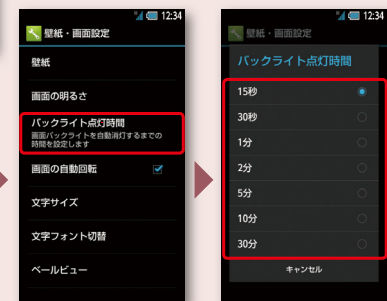 12:34
壁紙・画面設定
壁紙
画面の明るさ
バックライト点灯時間
画面バックライトを自動消灯するまでの
時間を設定します
画面の自動回転
文字サイズ
文字フォント切替
ベールビュー
12:34
壁紙・画面設定
バックライト点灯時間
15秒
30秒
1分
2分
5分
10分
30分
キャンセル